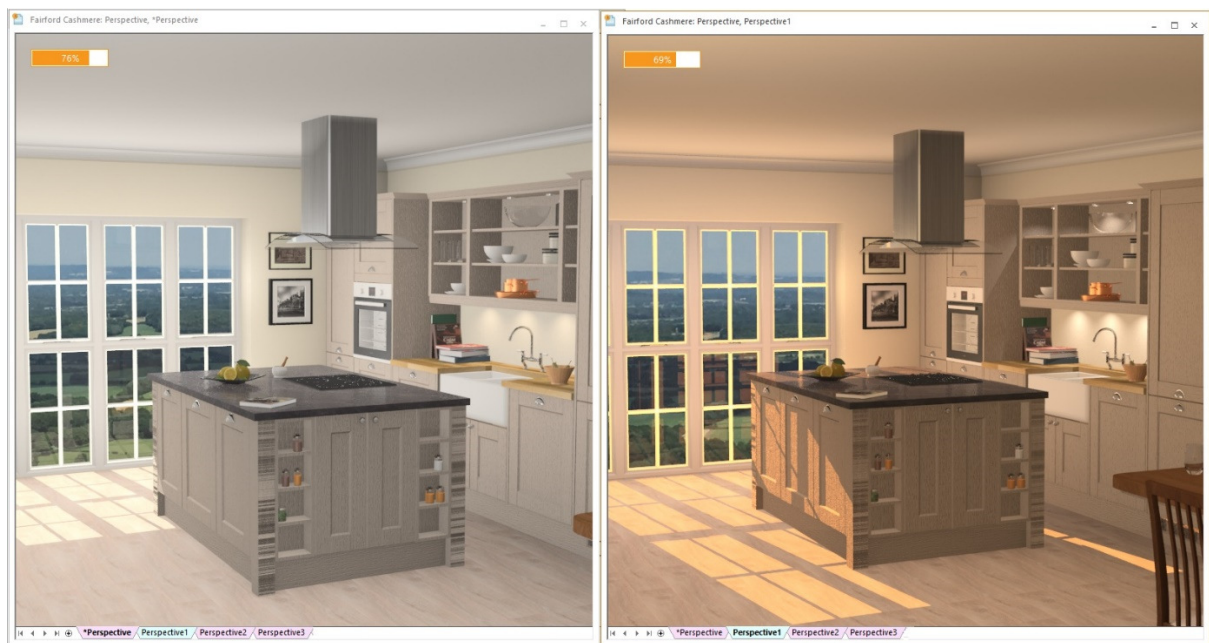 Fairford Cashmere: Perspective, *Perspective
76%
*Perspective Perspective1 Perspective2 Perspective3
Fairford Cashmere: Perspective, Perspective1
69%
*Perspective Perspective1 Perspective2 Perspective3